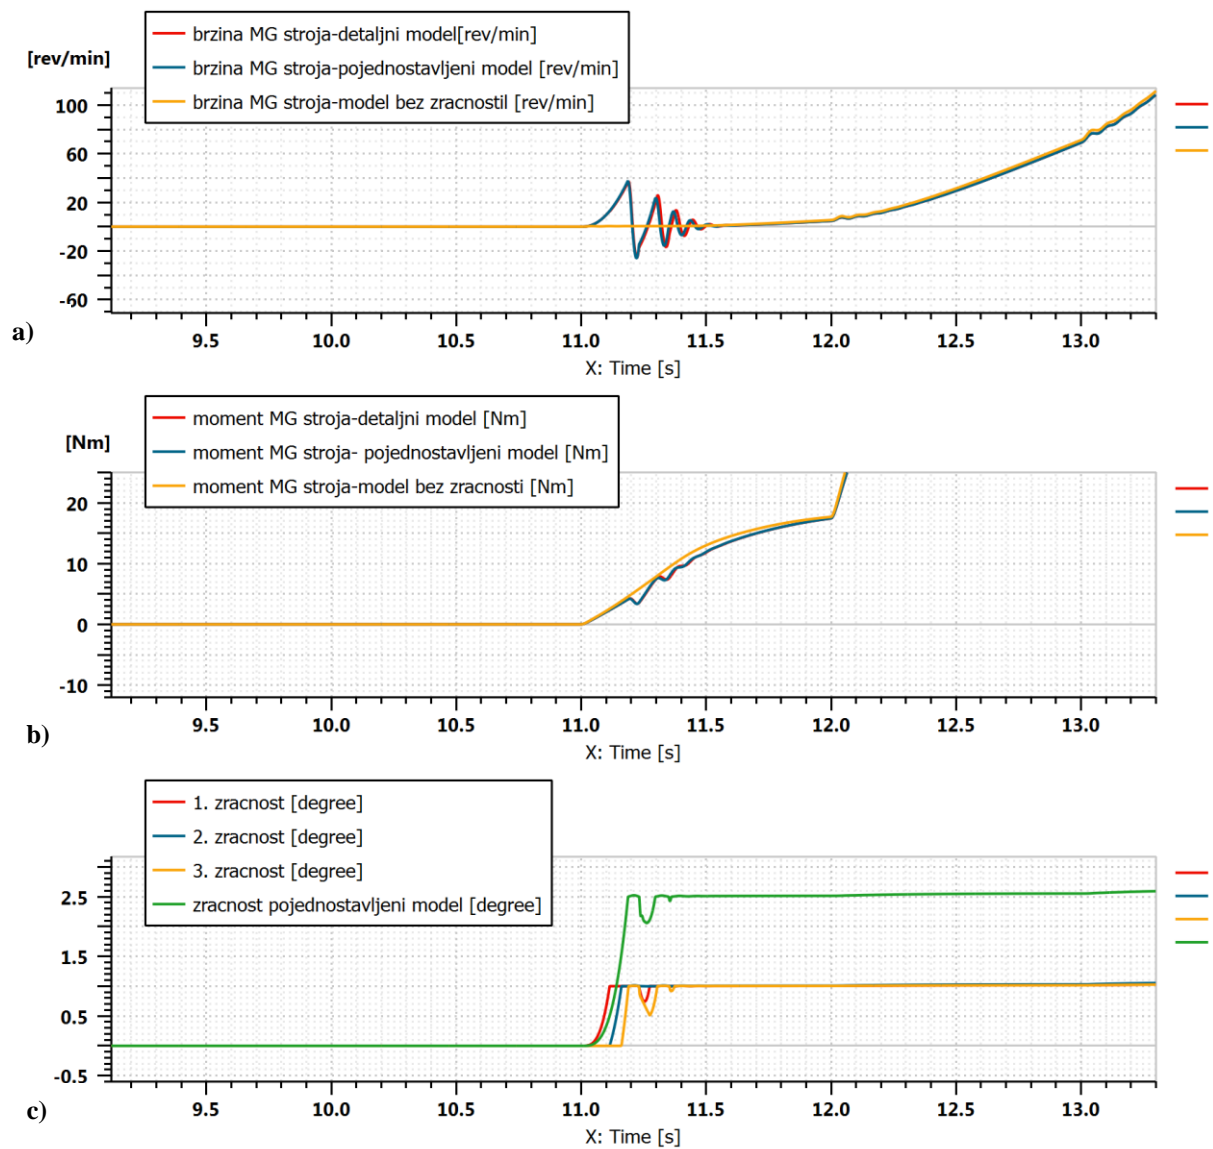 brzina MG stroja-detaljni model[rev/min]
brzina MG stroja-pojednostavljeni model [rev/min]
brzina MG stroja-model bez zracnostil [rev/min]
[rev/min]
100
60
20
-20
-60
9.5 10.0 10.5 11.0 11.5 12.0 12.5 13.0
X: Time [s]
a)
moment MG stroja-detaljni model [Nm]
moment MG stroja- pojednostavljeni model [Nm]
moment MG stroja-model bez zracnosti [Nm]
[Nm]
20
10
0
-10
9.5 10.0 10.5 11.0 11.5 12.0 12.5 13.0
X: Time [s]
b)
1. zracnost [degree]
2. zracnost [degree]
3. zracnost [degree]
zracnost pojednostavljeni model [degree]
2.5
1.5
0.5
-0.5
9.5 10.0 10.5 11.0 11.5 12.0 12.5 13.0
X: Time [s]
c)